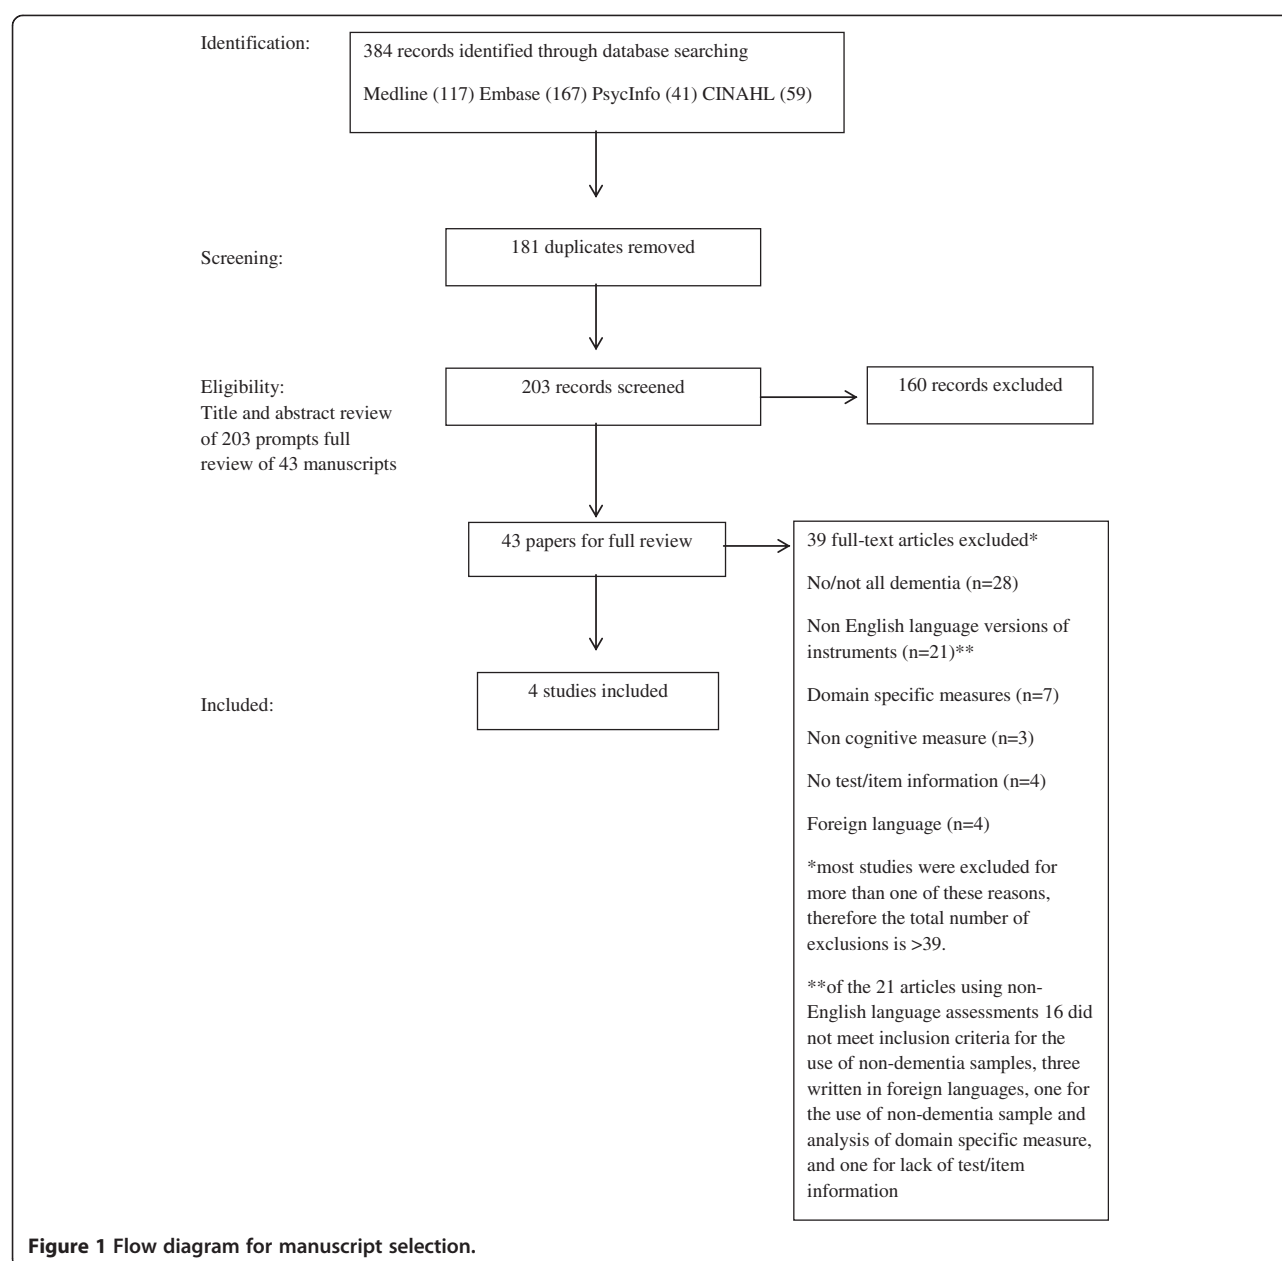 Identification:
384 records identified through database searching
Medline (117) Embase (167) PsycInfo (41) CINAHL (59)
Screening:
181 duplicates removed
Eligibility:
Title and abstract review
of 203 prompts full
review of 43 manuscripts
203 records screened
160 records excluded
43 papers for full review
39 full-text articles excluded*
No/not all dementia (n=28)
Non English language versions of
instruments (n=21)**
Domain specific measures (n=7)
Non cognitive measure (n=3)
No test/item information (n=4)
Foreign language (n=4)
*most studies were excluded for
more than one of these reasons,
therefore the total number of
exclusions is >39.
**of the 21 articles using non-
English language assessments 16 did
not meet inclusion criteria for the
use of non-dementia samples, three
written in foreign languages, one for
the use of non-dementia sample and
analysis of domain specific measure,
and one for lack of test/item
information
Included:
4 studies included
Figure 1 Flow diagram for manuscript selection.